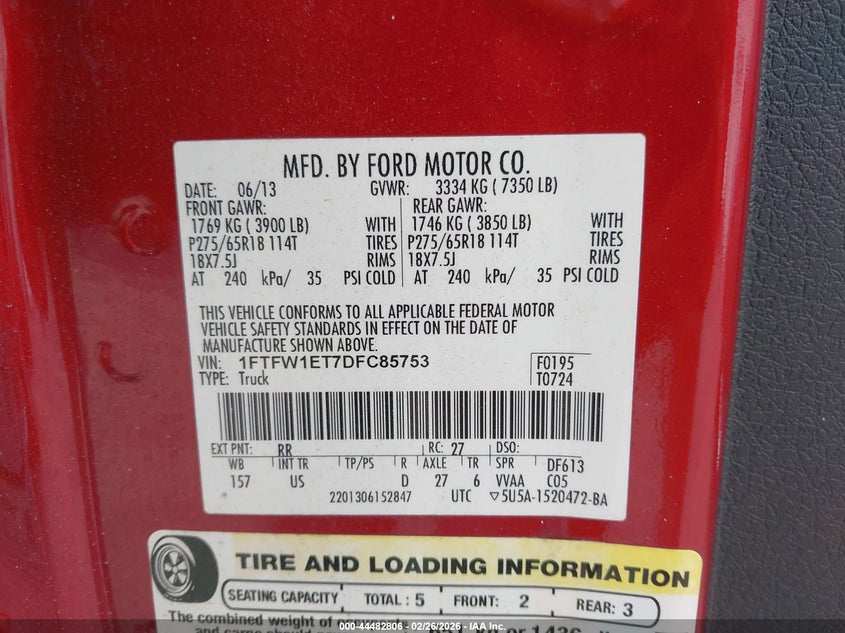 MFD. BY FORD MOTOR CO.
DATE: 06/13 GVWR: 3334 KG ( 7350 LB)
FRONT GAWR: REAR GAWR:
1769 KG ( 3900 LB) WITH 1746 KG ( 3850 LB) WITH
P275/65R18 114T TIRES P275/65R18 114T TIRES
18X7.5J RIMS 18X7.5J RIMS
AT 240 kPa/ 35 PSI COLD AT 240 kPa/ 35 PSI COLD
THIS VEHICLE CONFORMS TO ALL APPLICABLE FEDERAL MOTOR
VEHICLE SAFETY STANDARDS IN EFFECT ON THE DATE OF
MANUFACTURE SHOWN ABOVE.
VIN: 1FTFW1ET7DFC85753 F0195
TYPE: Truck T0724
EXT PNT: RR RC: 27 DSO:
WB INT TR TP/PS R AXLE TR SPR DF613
157 US D 27 6 VVAA C05
2201306152847 UTC ▽5U5A-1520472-BA
TIRE AND LOADING INFORMATION
SEATING CAPACITY TOTAL : 5 FRONT: 2 REAR: 3
The combined weight of
000-44482806 - 02/26/2026 - IAA, Inc.